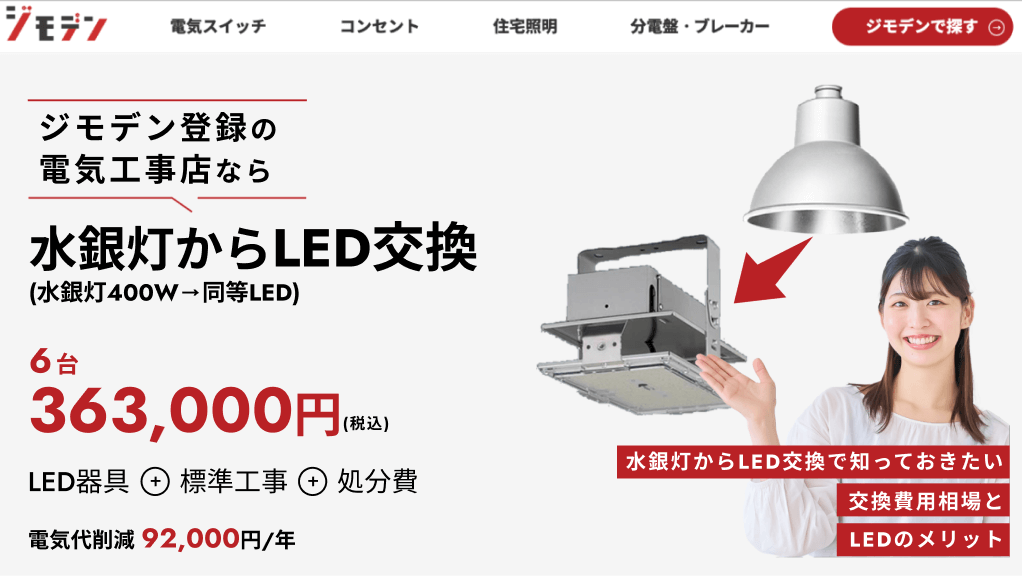 ジモデン
電気スイッチ
コンセント
住宅照明
分電盤・ブレーカー
ジモデンで探す
ジモデン登録の
電気工事店なら
水銀灯からLED交換
(水銀灯400W→同等LED)
6台
363,000円(税込)
LED器具 + 標準工事 + 処分費
電気代削減 92,000円/年
水銀灯からLED交換で知っておきたい
交換費用相場と
LEDのメリット